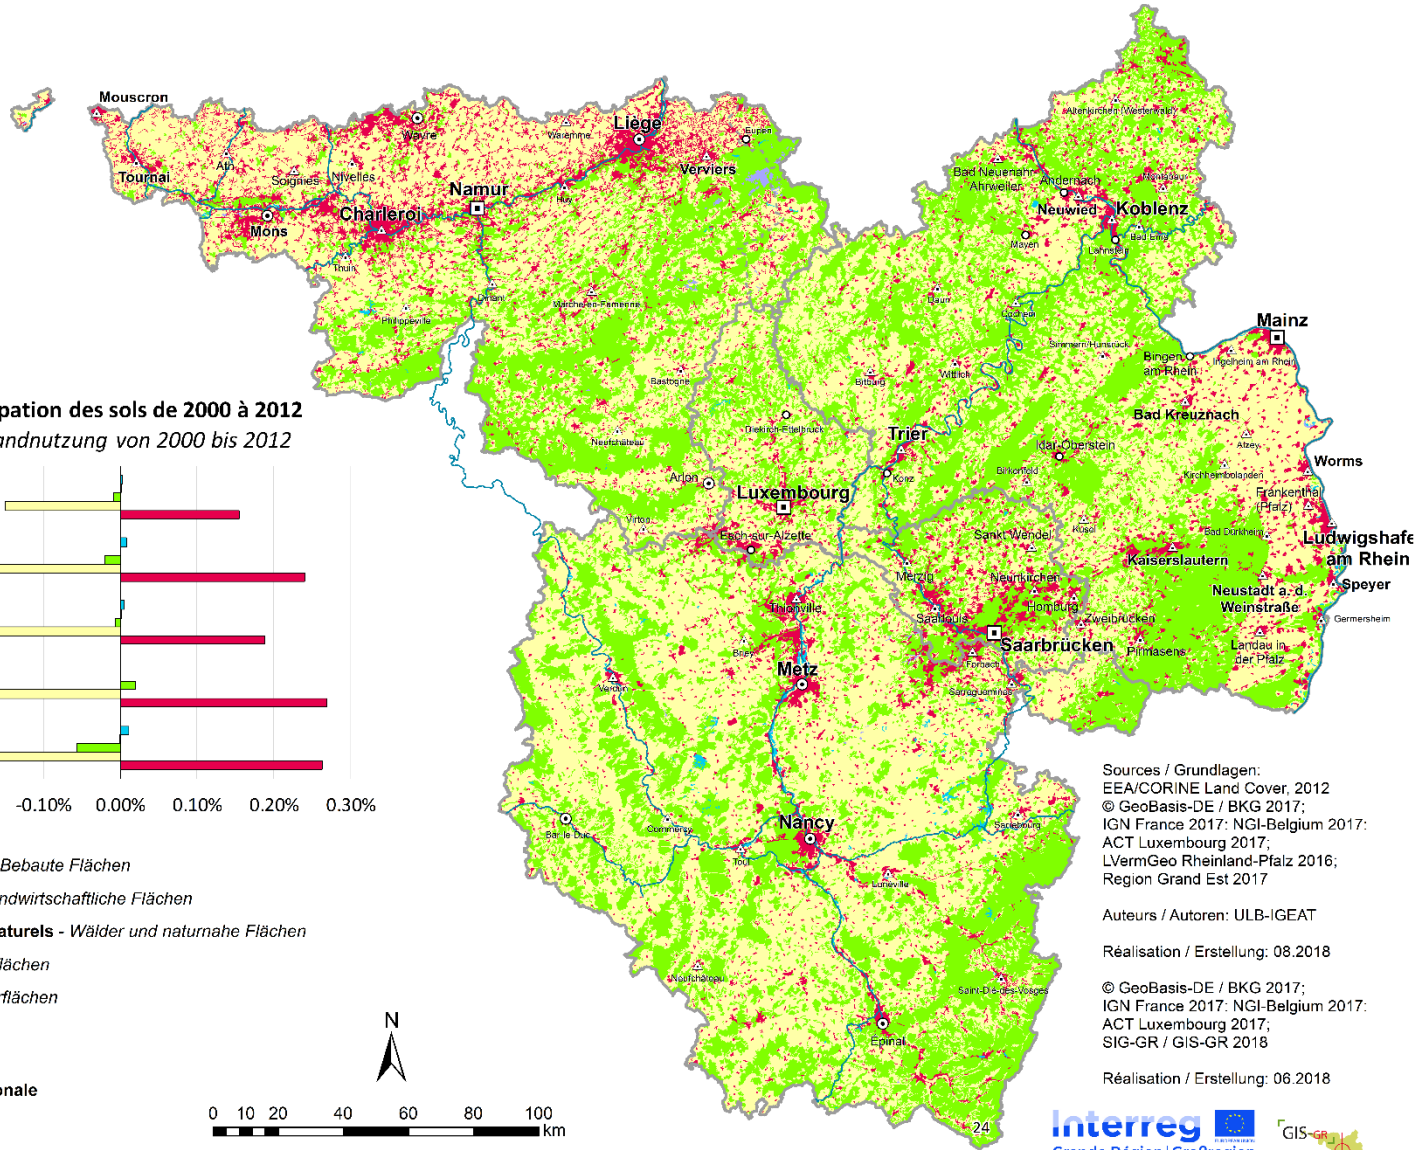 Mouscron
Tournai
Ath
Soignies
Nivelles
Wavre
Waremme
Liège
Eupen
Verviers
Huy
Namur
Charleroi
Mons
Thuin
Dinant
Philippeville
Marche-en-Famenne
Bastogne
Neufchâteau
Arlon
Virton
Altenkirchen (Westerwald)
Bad Neuenahr-
Ahrweiler
Andernach
Neuwied
Montabaur
Koblenz
Bad Ems
Lahnstein
Mayen
Daun
Cochem
Simmern/Hunsrück
Mainz
Bingen
am Rhein
Ingelheim am Rhein
Bitburg
Wittlich
Bad Kreuznach
Alzey
Diekirch-Ettelbruck
Trier
Konz
Idar-Oberstein
Birkenfeld
Kirchheimbolanden
Worms
Frankenthal
(Pfalz)
Luxembourg
Esch-sur-Alzette
Sankt Wendel
Kusel
Bad Dürkheim
Ludwigshafe
am Rhein
Kaiserslautern
Merzig
Neunkirchen
Homburg
Neustadt a. d.
Weinstraße
Speyer
Germersheim
Thionville
Saarlouis
Zweibrücken
Saarbrücken
Pirmasens
Landau in
der Pfalz
Briey
Forbach
Metz
Sarreguemines
Verdun
Bar-le-Duc
Commercy
Toul
Nancy
Sarrebourg
Lunéville
Neufchâteau
Saint-Dié-des-Vosges
Épinal
24
pation des sols de 2000 à 2012
andnutzung von 2000 bis 2012
-0.10% 0.00% 0.10% 0.20% 0.30%
- Bebaute Flächen
ndwirtschaftliche Flächen
aturels - Wälder und naturnahe Flächen
lächen
rflächen
onale
N
0 10 20 40 60 80 100
km
Sources / Grundlagen:
EEA/CORINE Land Cover, 2012
© GeoBasis-DE / BKG 2017;
IGN France 2017: NGI-Belgium 2017:
ACT Luxembourg 2017;
LVermGeo Rheinland-Pfalz 2016;
Region Grand Est 2017
Auteurs / Autoren: ULB-IGEAT
Réalisation / Erstellung: 08.2018
© GeoBasis-DE / BKG 2017;
IGN France 2017: NGI-Belgium 2017:
ACT Luxembourg 2017;
SIG-GR / GIS-GR 2018
Réalisation / Erstellung: 06.2018
Interreg
Grande Région | Großregion
GIS-GR